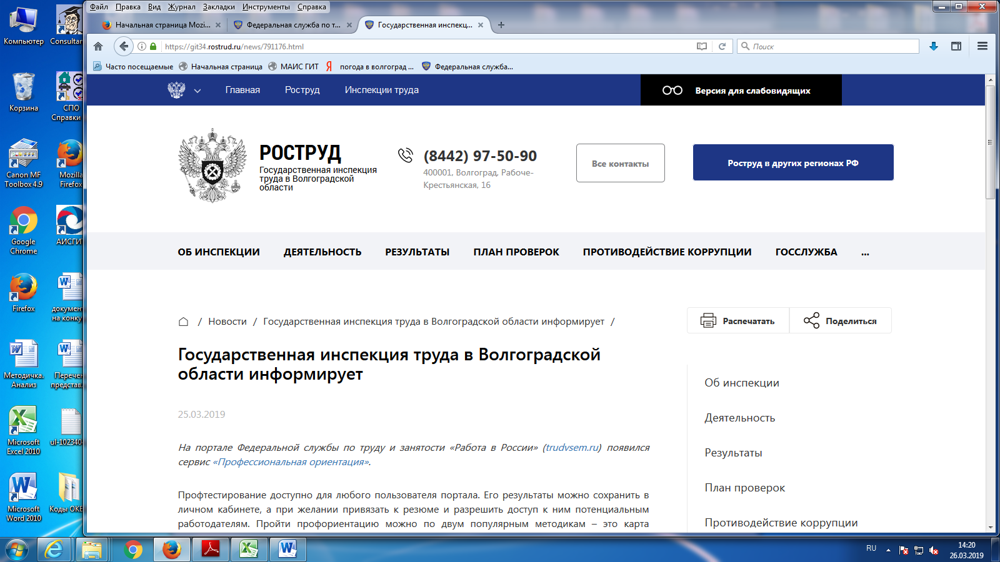 Файл Правка Вид Журнал Закладки Инструменты Справка
Начальная страница Mozi...
Федеральная служба по т...
Государственная инспекц...
https://git34.rostrud.ru/news/791176.html
Поиск
Часто посещаемые
Начальная страница
МАИС ГИТ
погода в волгоград ...
Федеральная служба...
Главная
Роструд
Инспекции труда
Версия для слабовидящих
РОСТРУД
Государственная инспекция
труда в Волгоградской
области
(8442) 97-50-90
400001, Волгоград, Рабоче-
Крестьянская, 16
Все контакты
Роструд в других регионах РФ
ОБ ИНСПЕКЦИИ
ДЕЯТЕЛЬНОСТЬ
РЕЗУЛЬТАТЫ
ПЛАН ПРОВЕРОК
ПРОТИВОДЕЙСТВИЕ КОРРУПЦИИ
ГОССЛУЖБА
...
/ Новости / Государственная инспекция труда в Волгоградской области информирует /
Распечатать
Поделиться
Государственная инспекция труда в Волгоградской
области информирует
25.03.2019
На портале Федеральной службы по труду и занятости «Работа в России» (trudvsem.ru) появился
сервис «Профессиональная ориентация».
Профтестирование доступно для любого пользователя портала. Его результаты можно сохранить в
личном кабинете, а при желании привязать к резюме и разрешить доступ к ним потенциальным
работодателям. Пройти профориентацию можно по двум популярным методикам – это карта
Об инспекции
Деятельность
Результаты
План проверок
Противодействие коррупции
Компьютер
Consultan
Корзина
СПО
Справки
Canon MF
Toolbox 4.9
Mozilla
Firefox
Google
Chrome
АИСГИ
Firefox
докумен
на конку
Методичка.
Анализ
Перечен
представ.
Microsoft
Excel 2010
ul-102340
Microsoft
Word 2010
Коды ОКЕ
RU
14:20
26.03.2019